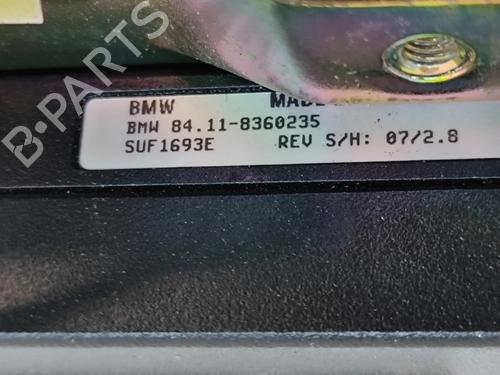 BMW
BMW 84.11-8360235
SUF1693E REV S/H: 07/2.8
B-PARTS